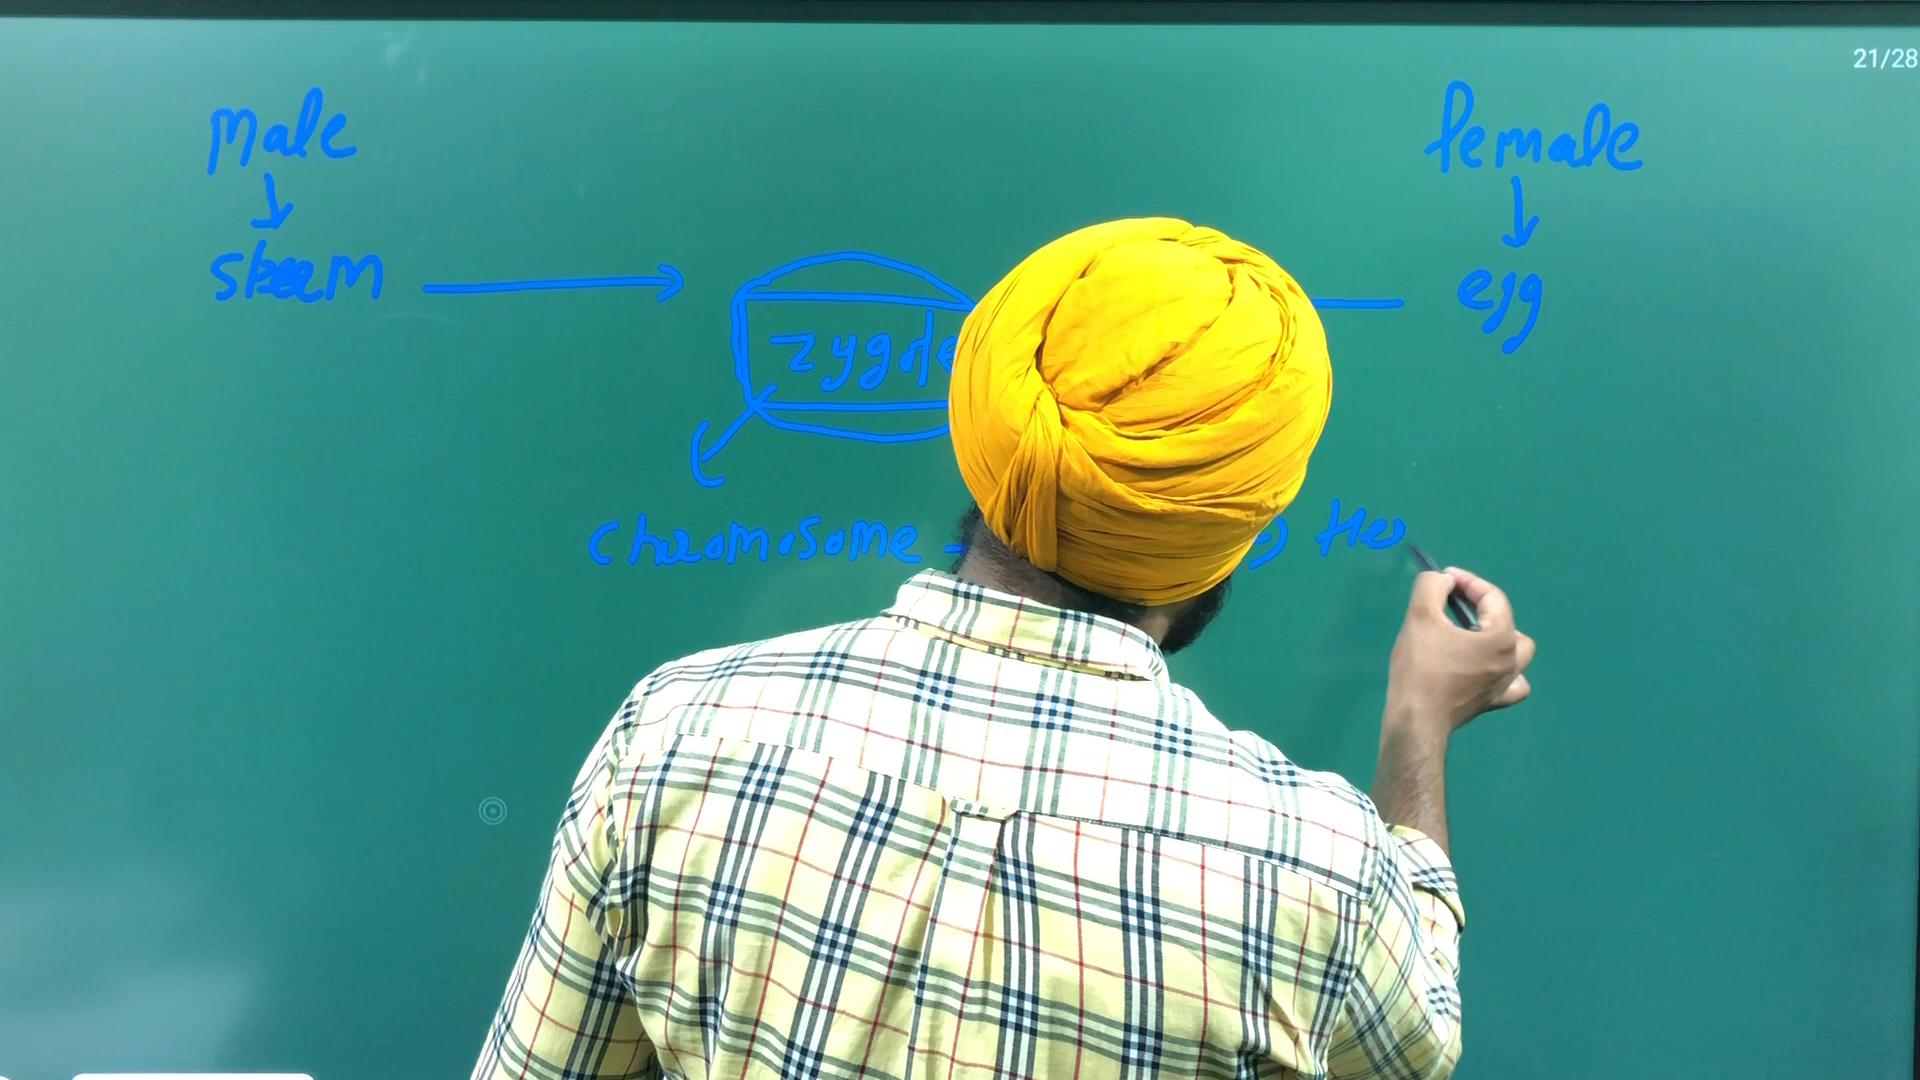 21/28
Male female
↓ ↓
sperm → egg
zygote
chromosome -